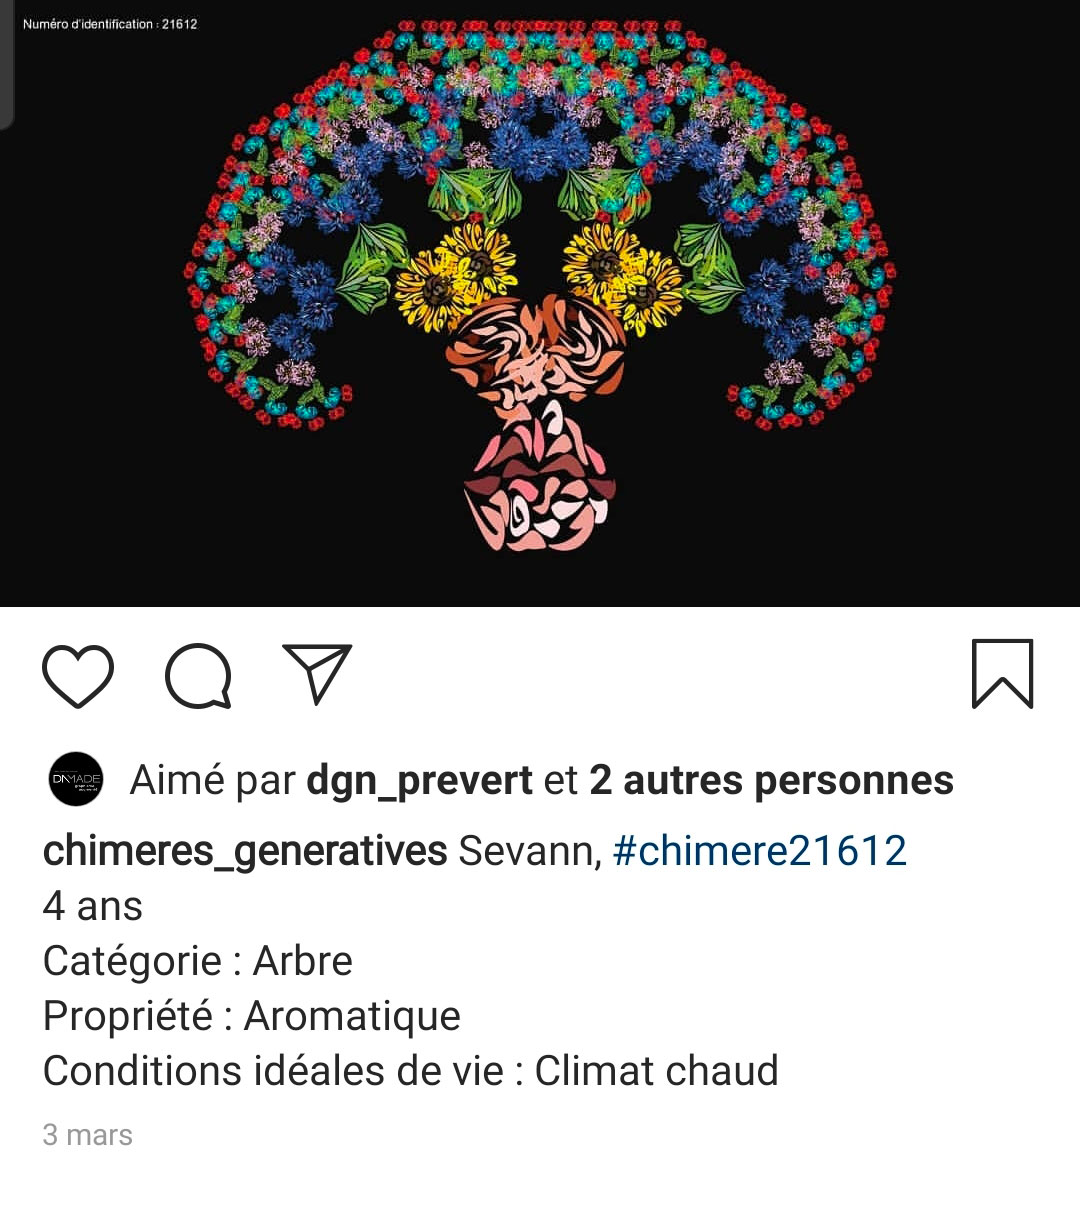 Numéro d'identification : 21612
DNMADE
Aimé par dgn_prevert et 2 autres personnes
chimeres_generatives Sevann, #chimere21612
4 ans
Catégorie : Arbre
Propriété : Aromatique
Conditions idéales de vie : Climat chaud
3 mars